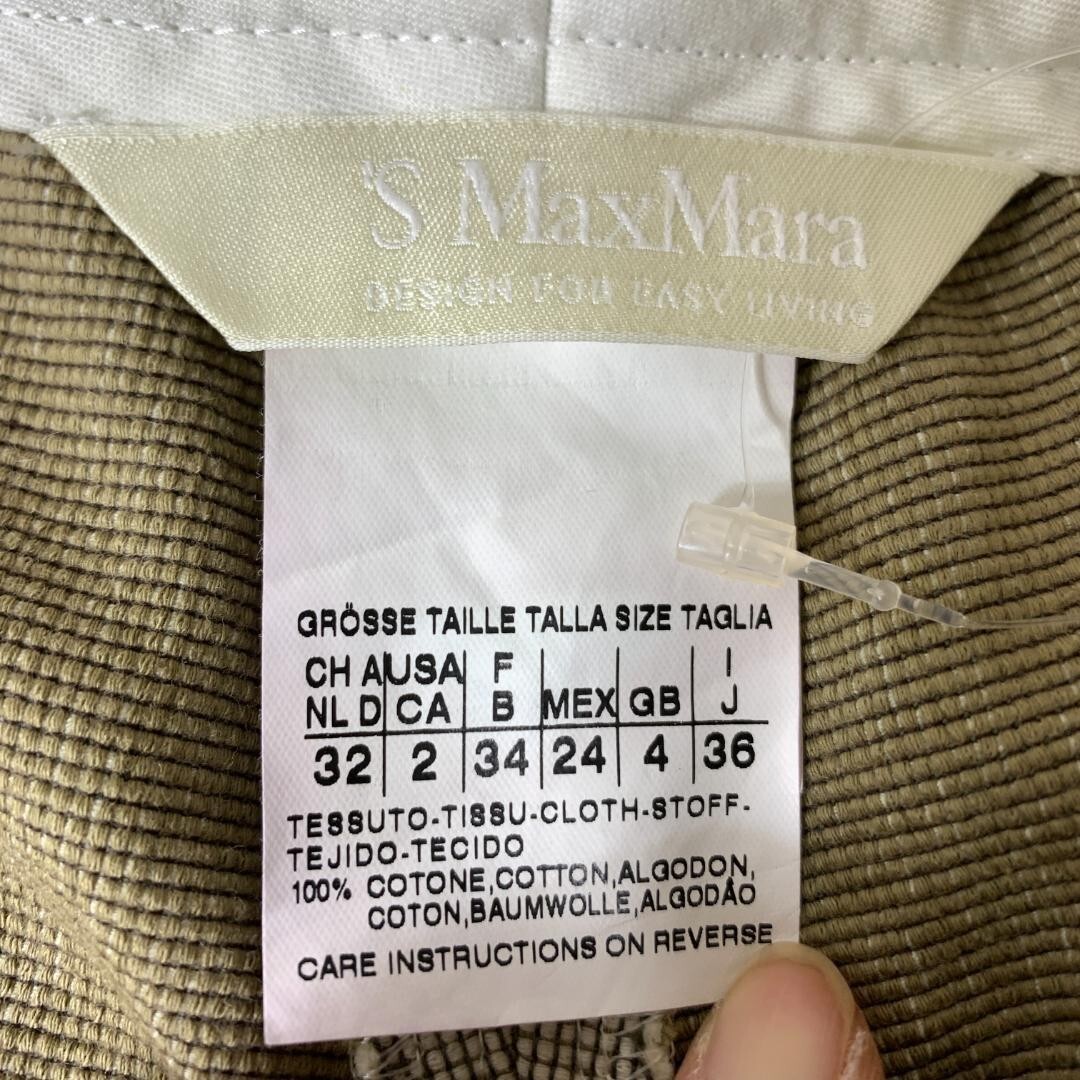 'S MaxMara
DESIGN FOR EASY LIVING
GRÖSSE TAILLE TALLA SIZE TAGLIA
CH A USA F I
NL D CA B MEX GB J
32 2 34 24 4 36
TESSUTO-TISSU-CLOTH-STOFF-
TEJIDO-TECIDO
100% COTONE,COTTON,ALGODON,
COTON,BAUMWOLLE,ALGODÃO
CARE INSTRUCTIONS ON REVERSE